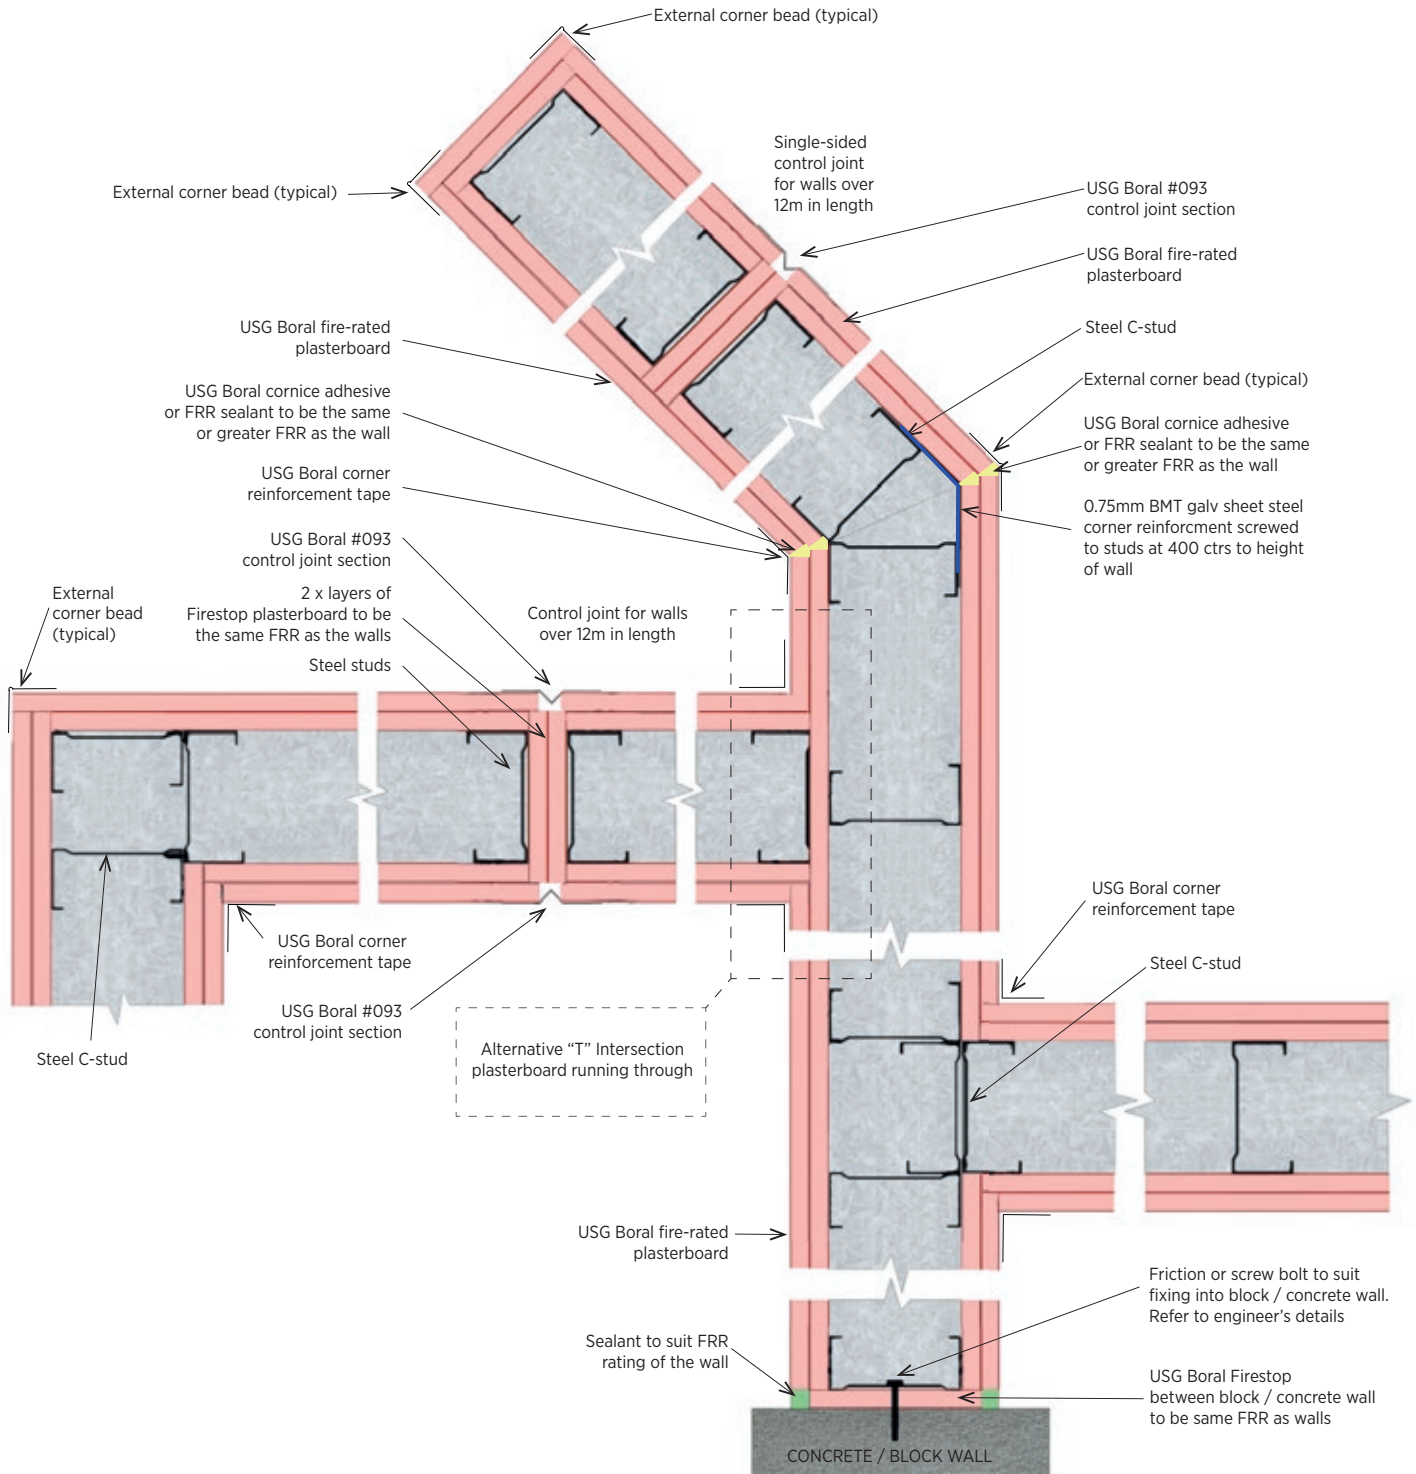 External corner bead (typical)
External corner bead (typical)
Single-sided
control joint
for walls over
12m in length
USG Boral #093
control joint section
USG Boral fire-rated
plasterboard
Steel C-stud
External corner bead (typical)
USG Boral cornice adhesive
or FRR sealant to be the same
or greater FRR as the wall
0.75mm BMT galv sheet steel
corner reinforcment screwed
to studs at 400 ctrs to height
of wall
USG Boral fire-rated
plasterboard
USG Boral cornice adhesive
or FRR sealant to be the same
or greater FRR as the wall
USG Boral corner
reinforcement tape
USG Boral #093
control joint section
2 x layers of
Firestop plasterboard to be
the same FRR as the walls
Steel studs
External
corner bead
(typical)
Control joint for walls
over 12m in length
USG Boral corner
reinforcement tape
USG Boral #093
control joint section
Steel C-stud
Alternative “T” Intersection
plasterboard running through
USG Boral corner
reinforcement tape
Steel C-stud
USG Boral fire-rated
plasterboard
Sealant to suit FRR
rating of the wall
Friction or screw bolt to suit
fixing into block / concrete wall.
Refer to engineer’s details
USG Boral Firestop
between block / concrete wall
to be same FRR as walls
CONCRETE / BLOCK WALL